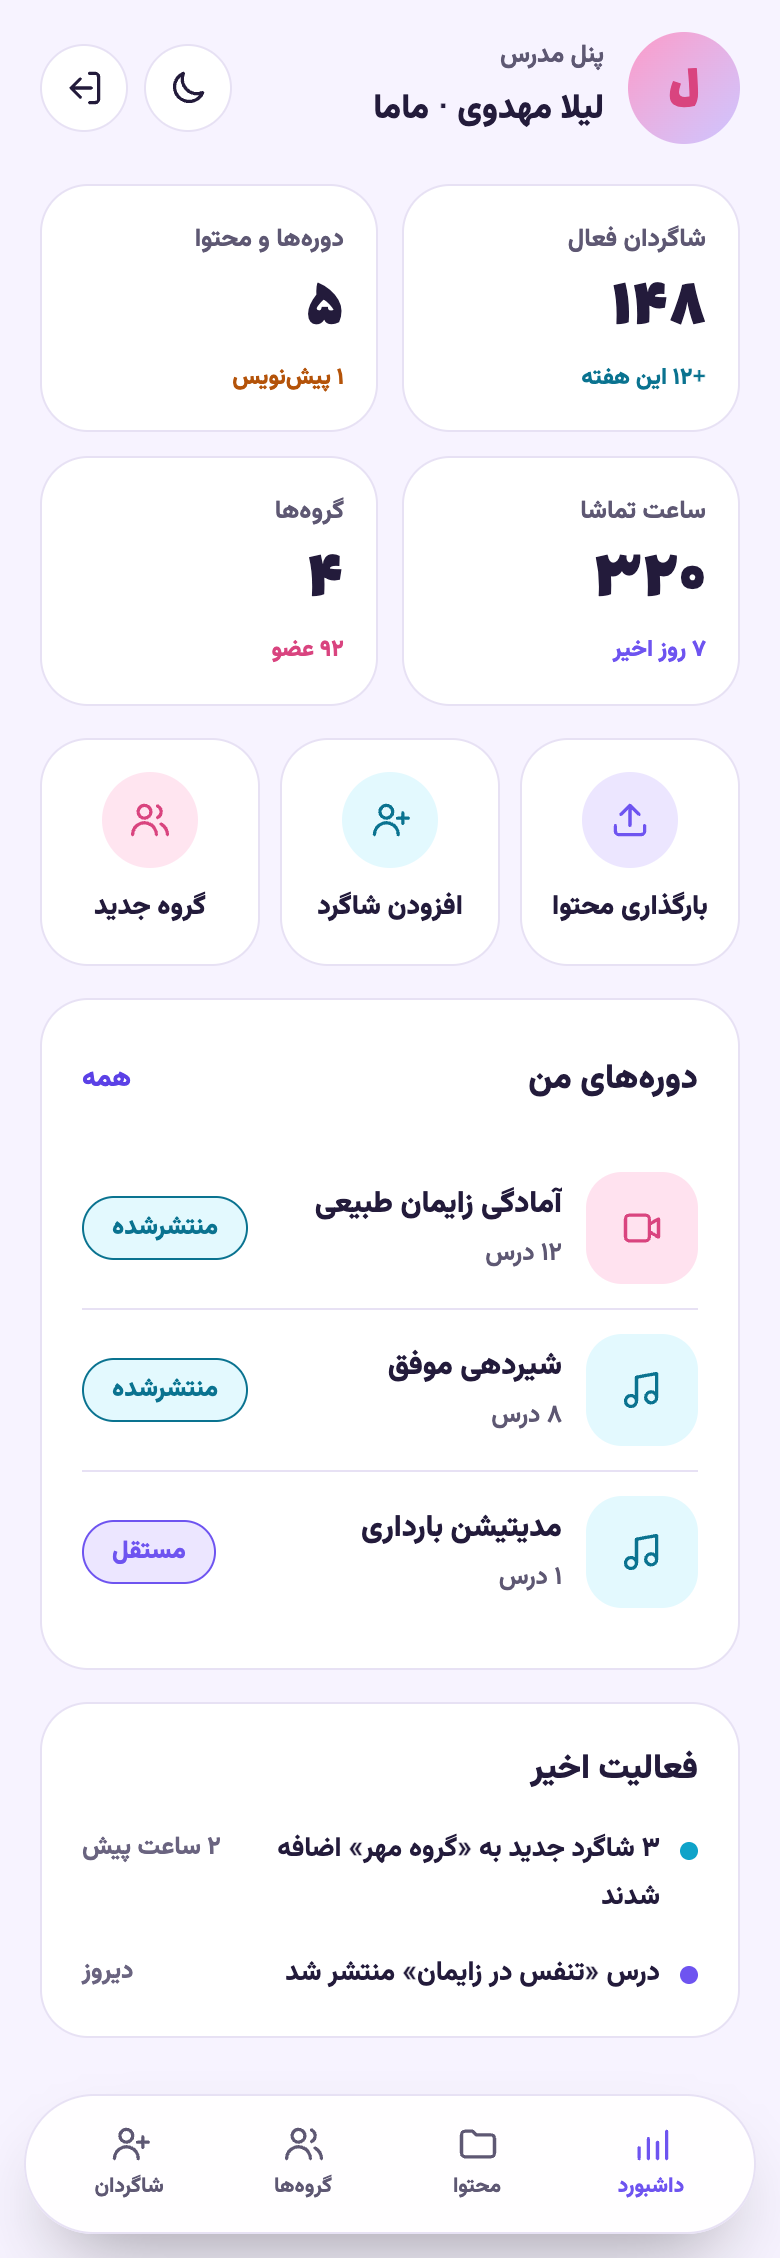 ل
پنل مدرس
لیلا مهدوی · ماما
شاگردان فعال
۱۴۸
+۱۲ این هفته
دوره‌ها و محتوا
۵
۱ پیش‌نویس
ساعت تماشا
۳۲۰
۷ روز اخیر
گروه‌ها
۴
۹۲ عضو
بارگذاری محتوا
افزودن شاگرد
گروه جدید
دوره‌های من
همه
آمادگی زایمان طبیعی
۱۲ درس
منتشرشده
شیردهی موفق
۸ درس
منتشرشده
مدیتیشن بارداری
۱ درس
مستقل
فعالیت اخیر
۳ شاگرد جدید به «گروه مهر» اضافه
شدند
۲ ساعت پیش
درس «تنفس در زایمان» منتشر شد
دیروز
داشبورد
محتوا
گروه‌ها
شاگردان